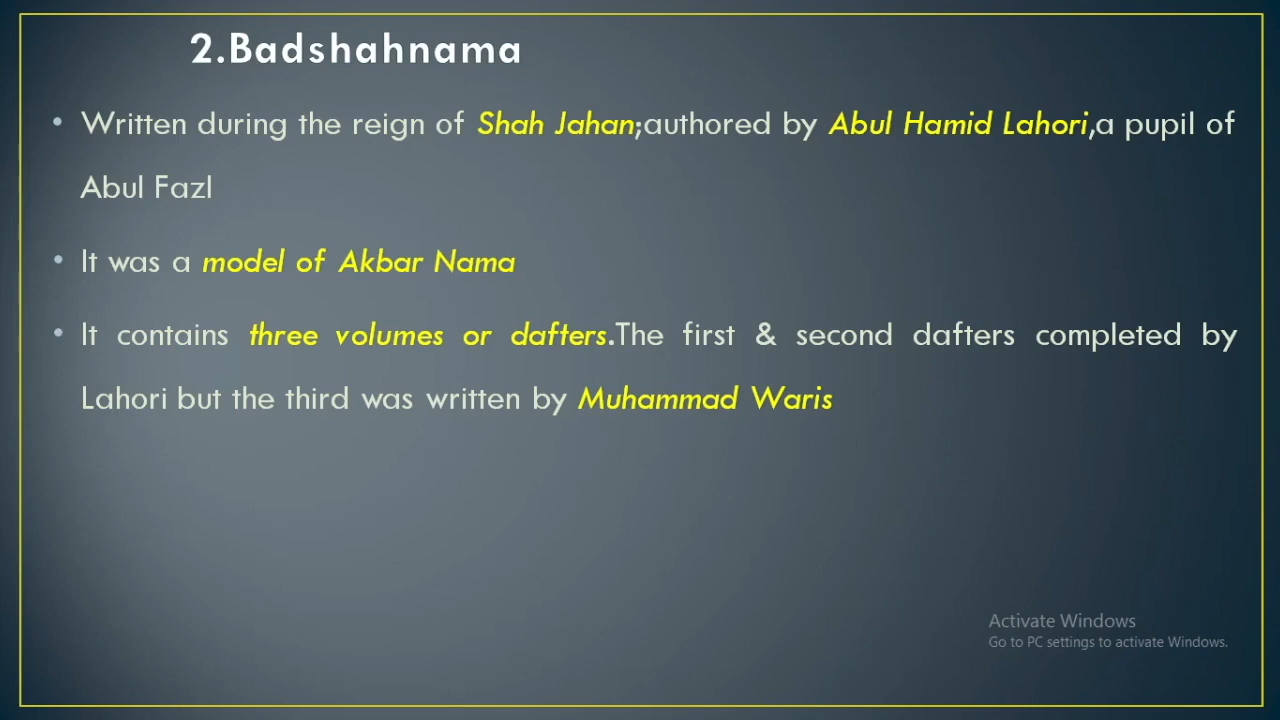 2.Badshahnama
• Written during the reign of Shah Jahan;authored by Abul Hamid Lahori,a pupil of
Abul Fazl
• It was a model of Akbar Nama
• It contains three volumes or dafters.The first & second dafters completed by
Lahori but the third was written by Muhammad Waris
Activate Windows
Go to PC settings to activate Windows.